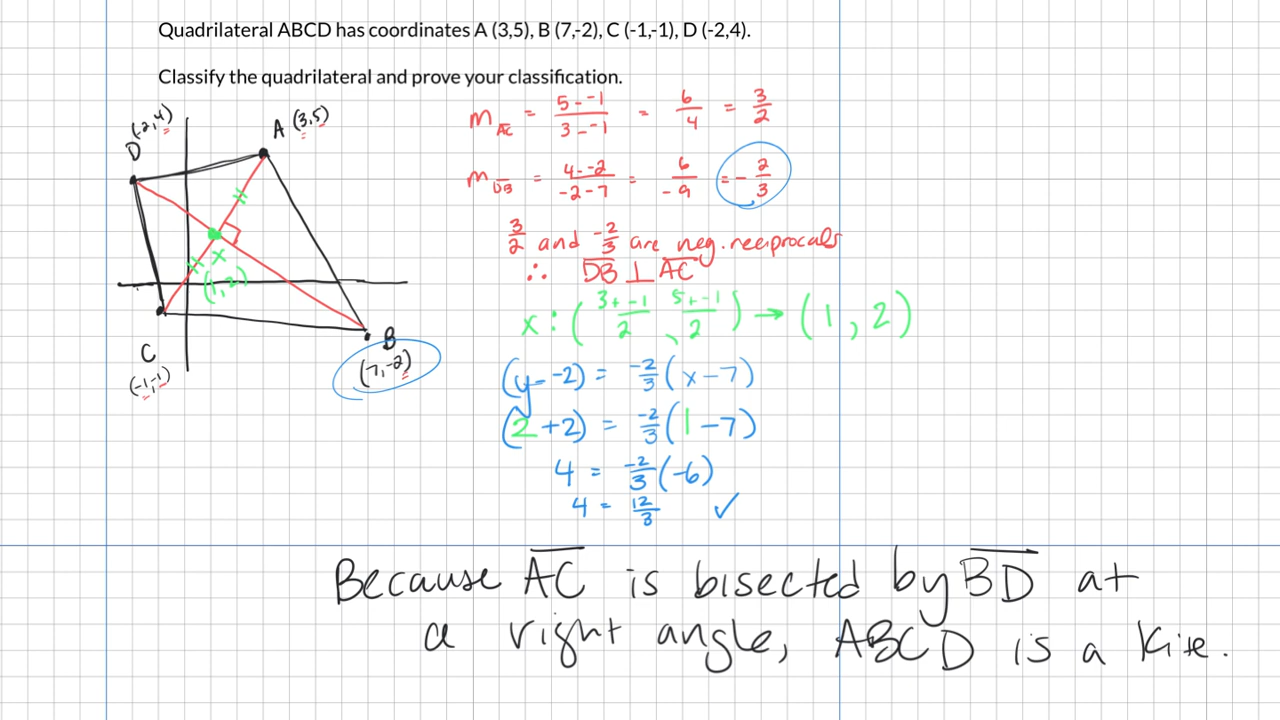 Quadrilateral ABCD has coordinates A (3,5), B (7,-2), C (-1,-1), D (-2,4).
Classify the quadrilateral and prove your classification.
(-2,4)
D
A (3,5)
x
(1,2)
C
(-1,-1)
B
(7,-2)
m_AC = (5--1)/(3--1) = 6/4 = 3/2
m_DB = (4--2)/(-2-7) = 6/-9 = -2/3
3/2 and -2/3 are neg. reciprocals
∴ DB ⊥ AC
x : ((3+-1)/2 , (5+-1)/2) → (1, 2)
(y--2) = -2/3 (x-7)
(2+2) = -2/3 (1-7)
4 = -2/3 (-6)
4 = 12/3 ✓
Because AC is bisected by BD at
a right angle, ABCD is a kite.